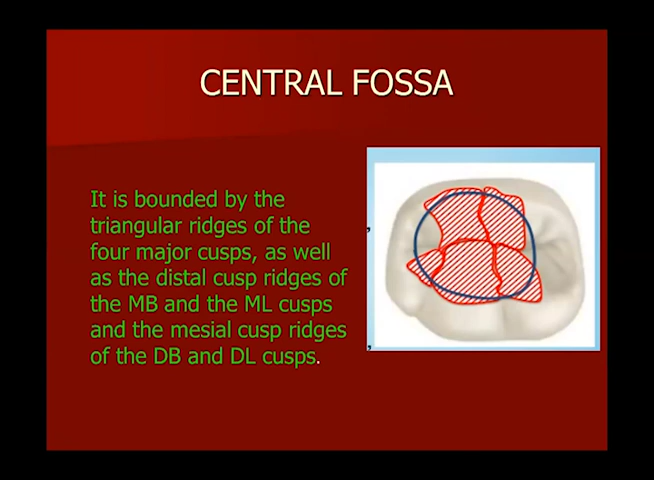 CENTRAL FOSSA
It is bounded by the
triangular ridges of the
four major cusps, as well
as the distal cusp ridges of
the MB and the ML cusps
and the mesial cusp ridges
of the DB and DL cusps.
,
,